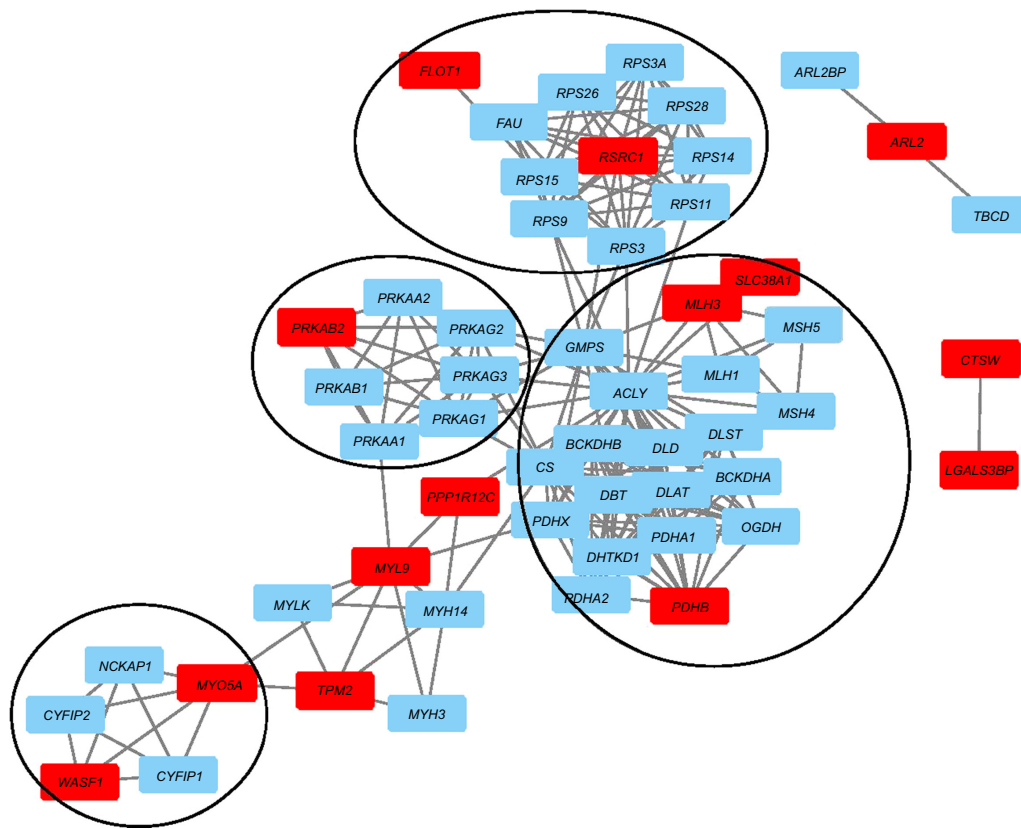 FLOT1
RPS3A
ARL2BP
RPS26
RPS28
FAU
ARL2
RSRC1
RPS14
RPS15
RPS11
RPS9
TBCD
RPS3
SLC38A1
PRKAA2
MLH3
PRKAB2
PRKAG2
MSH5
GMPS
CTSW
PRKAG3
MLH1
PRKAB1
ACLY
MSH4
PRKAG1
PRKAA1
BCKDHB
DLD
DLST
CS
LGALS3BP
BCKDHA
PPP1R12C
DBT
DLAT
PDHX
OGDH
PDHA1
DHTKD1
MYL9
PDHA2
PDHB
MYLK
MYH14
NCKAP1
MYO5A
TPM2
CYFIP2
MYH3
WASF1
CYFIP1